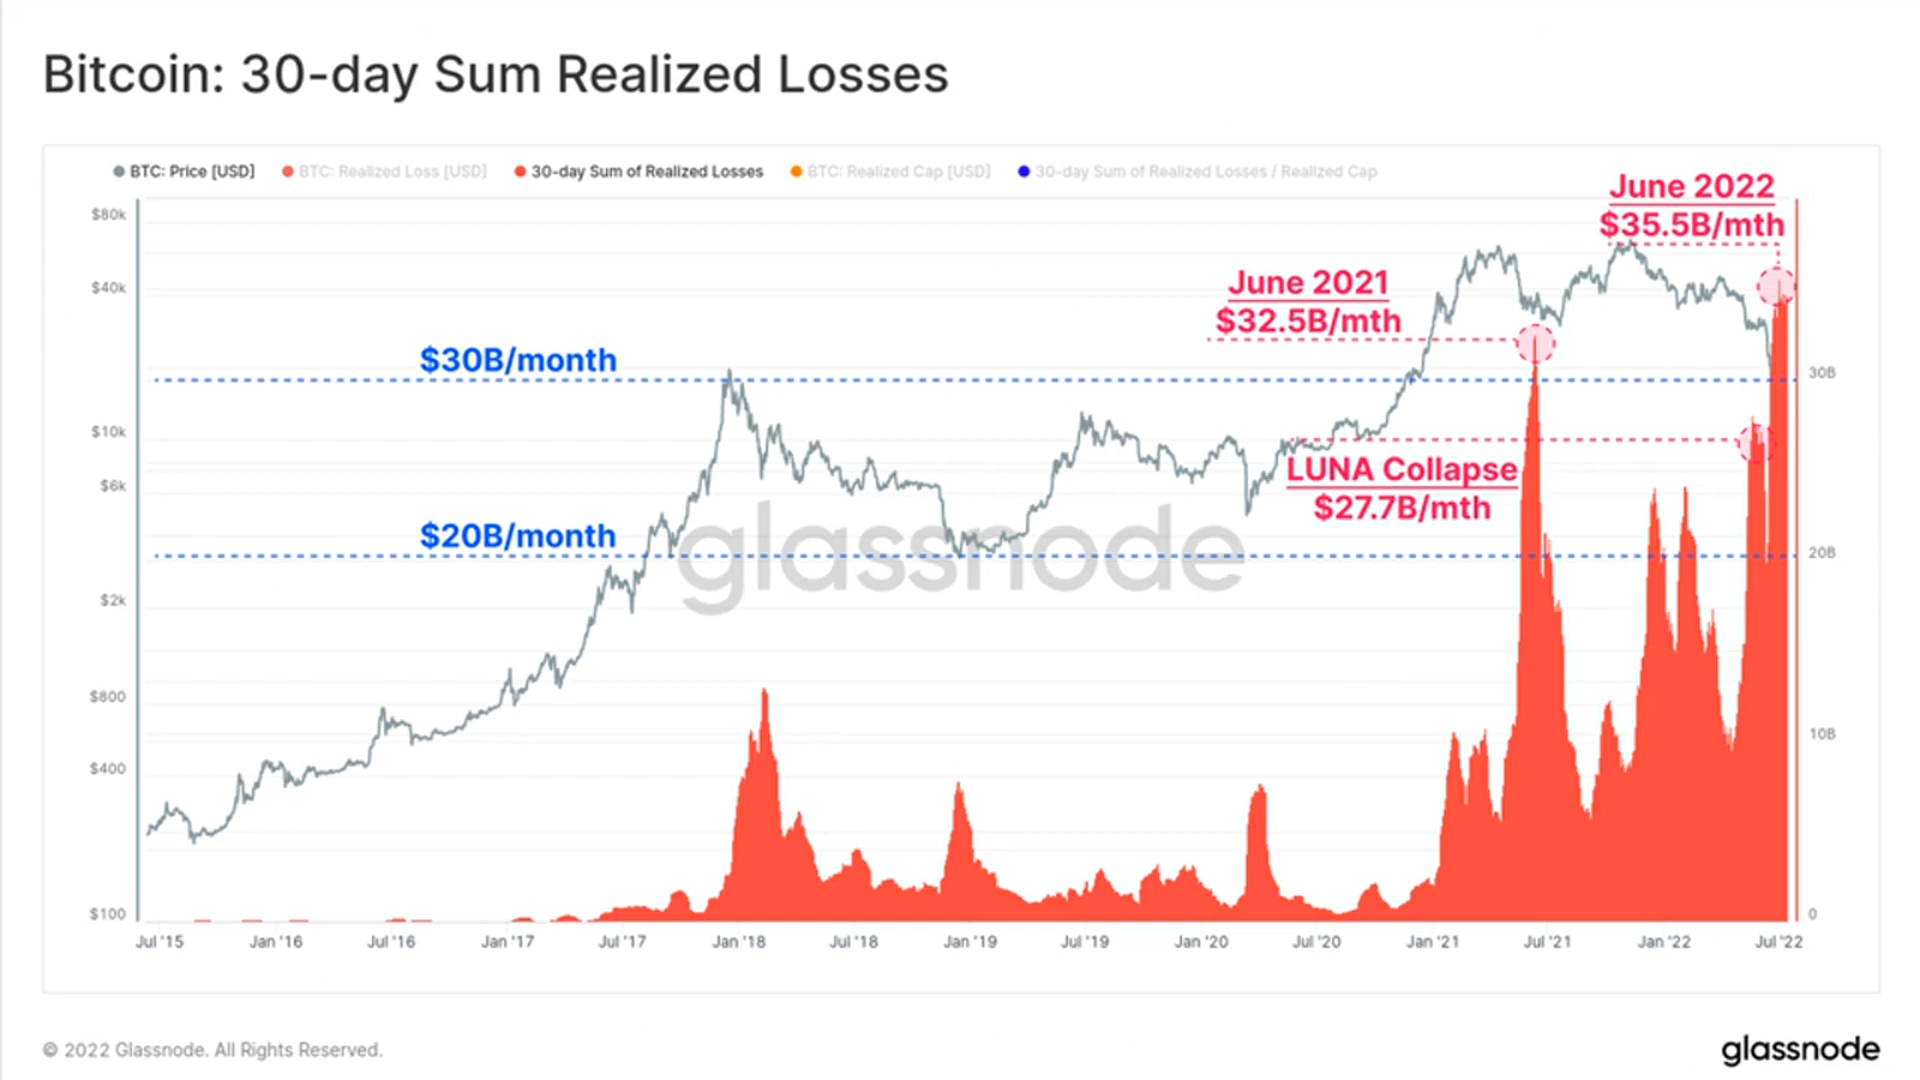 Bitcoin: 30-day Sum Realized Losses
BTC: Price [USD] BTC: Realized Loss [USD] 30-day Sum of Realized Losses BTC: Realized Cap [USD] 30-day Sum of Realized Losses / Realized Cap
June 2022
$35.5B/mth
June 2021
$32.5B/mth
$30B/month
LUNA Collapse
$27.7B/mth
$20B/month
glassnode
$80k
$40k
$10k
$6k
$2k
$800
$400
$100
30B
20B
10B
0
Jul '15 Jan '16 Jul '16 Jan '17 Jul '17 Jan '18 Jul '18 Jan '19 Jul '19 Jan '20 Jul '20 Jan '21 Jul '21 Jan '22 Jul '22
© 2022 Glassnode. All Rights Reserved.
glassnode